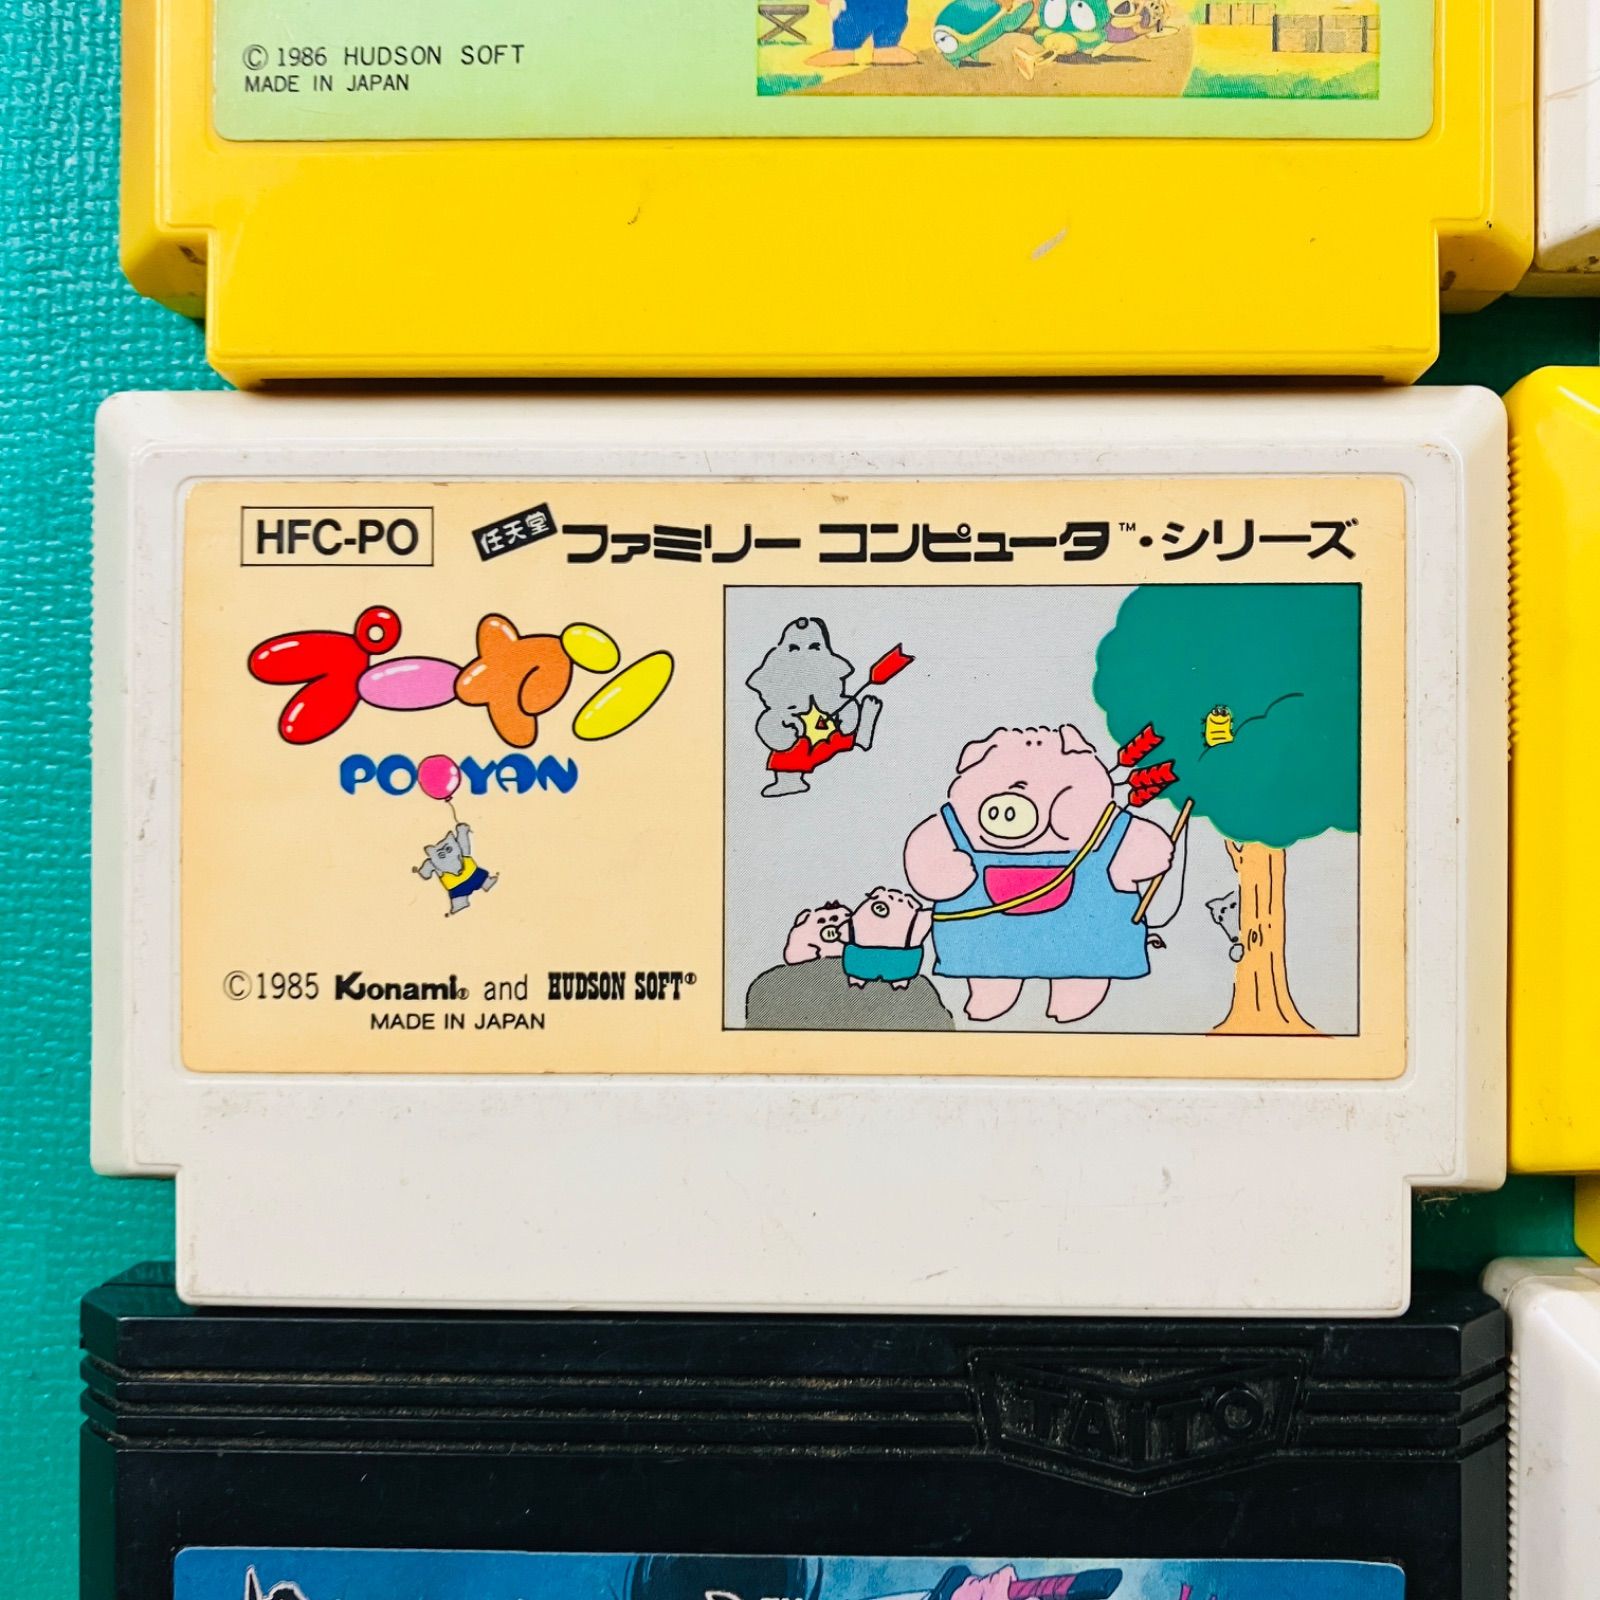 © 1986 HUDSON SOFT
MADE IN JAPAN
HFC-PO
任天堂 ファミリー コンピュータ™・シリーズ
プーヤン
POOYAN
©1985 Konami® and HUDSON SOFT®
MADE IN JAPAN
TAITO